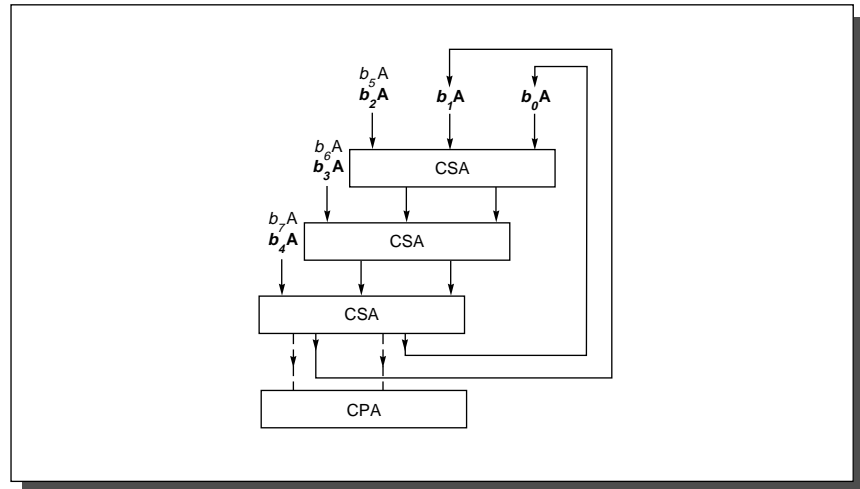 b₅A
b₂A b₁A b₀A
CSA
b₆A
b₃A
CSA
b₇A
b₄A
CSA
CPA